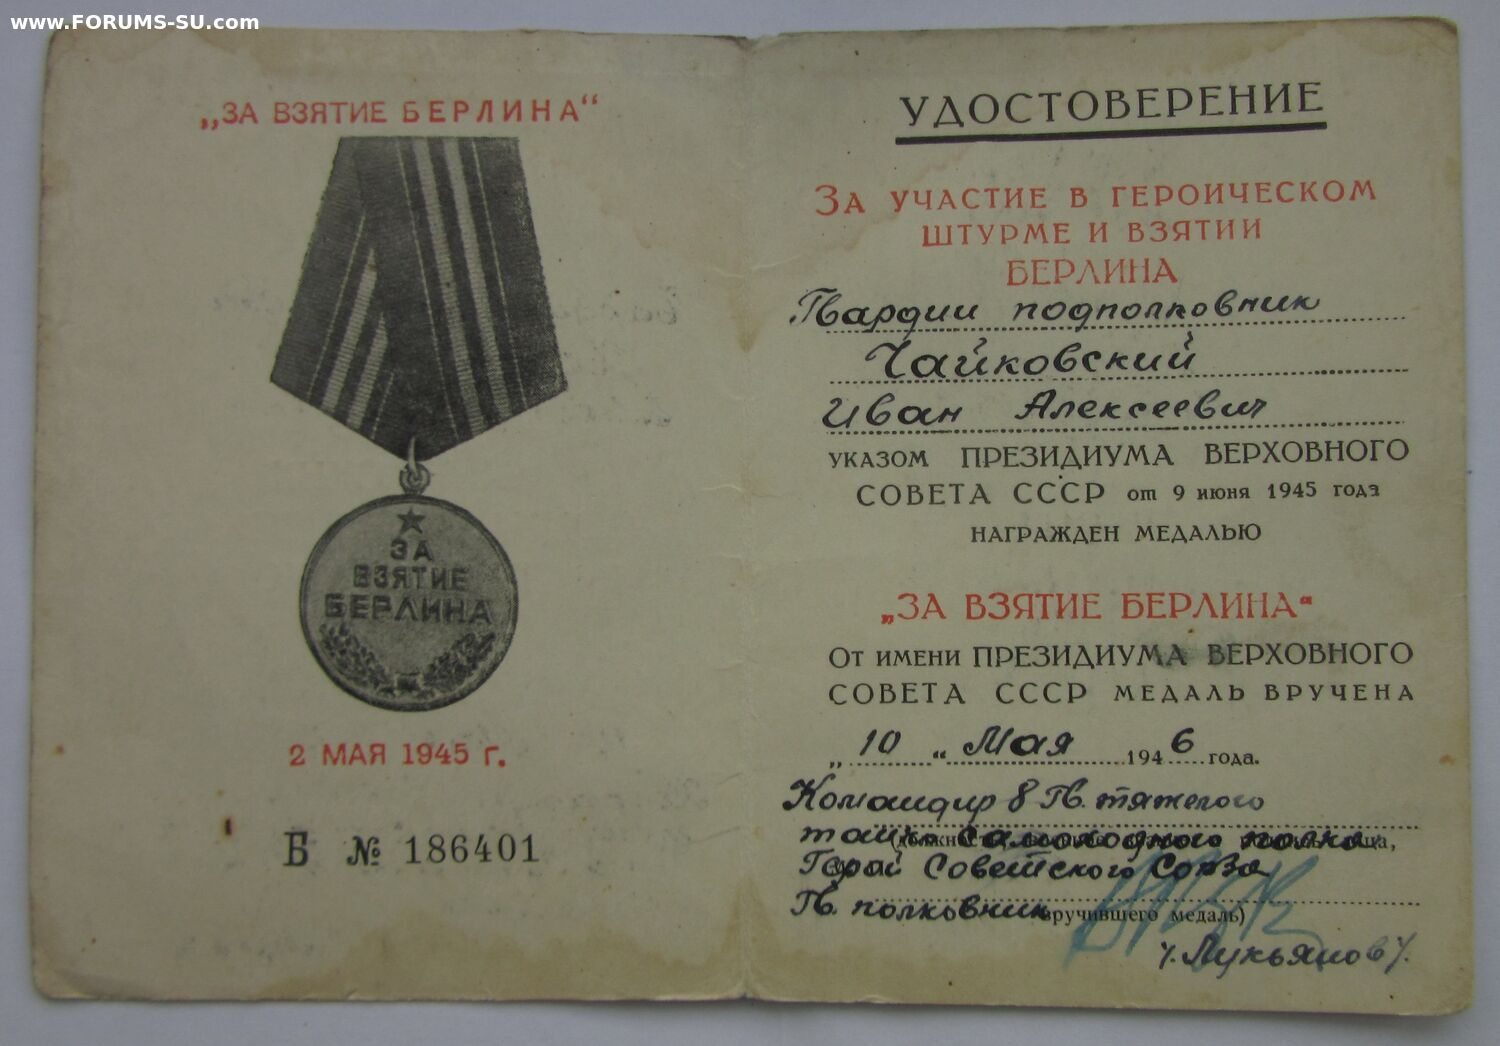 www.FORUMS-SU.com
„ЗА ВЗЯТИЕ БЕРЛИНА“
ЗА
ВЗЯТИЕ
БЕРЛИНА
2 МАЯ 1945 г.
Б № 186401
УДОСТОВЕРЕНИЕ
За участие в героическом
штурме и взятии
Берлина
Гвардии подполковник
Чайковский
Иван Алексеевич
указом ПРЕЗИДИУМА ВЕРХОВНОГО
СОВЕТА СССР от 9 июня 1945 года
награжден медалью
„ЗА ВЗЯТИЕ БЕРЛИНА“
От имени ПРЕЗИДИУМА ВЕРХОВНОГО
СОВЕТА СССР медаль вручена
„10“ Мая 1946 года.
Командир 8 Гв. тяжелого
танко самоходного полка
Герой Советского Союза
Гв. полковник
вручившего медаль)
/. Лукьянов /.